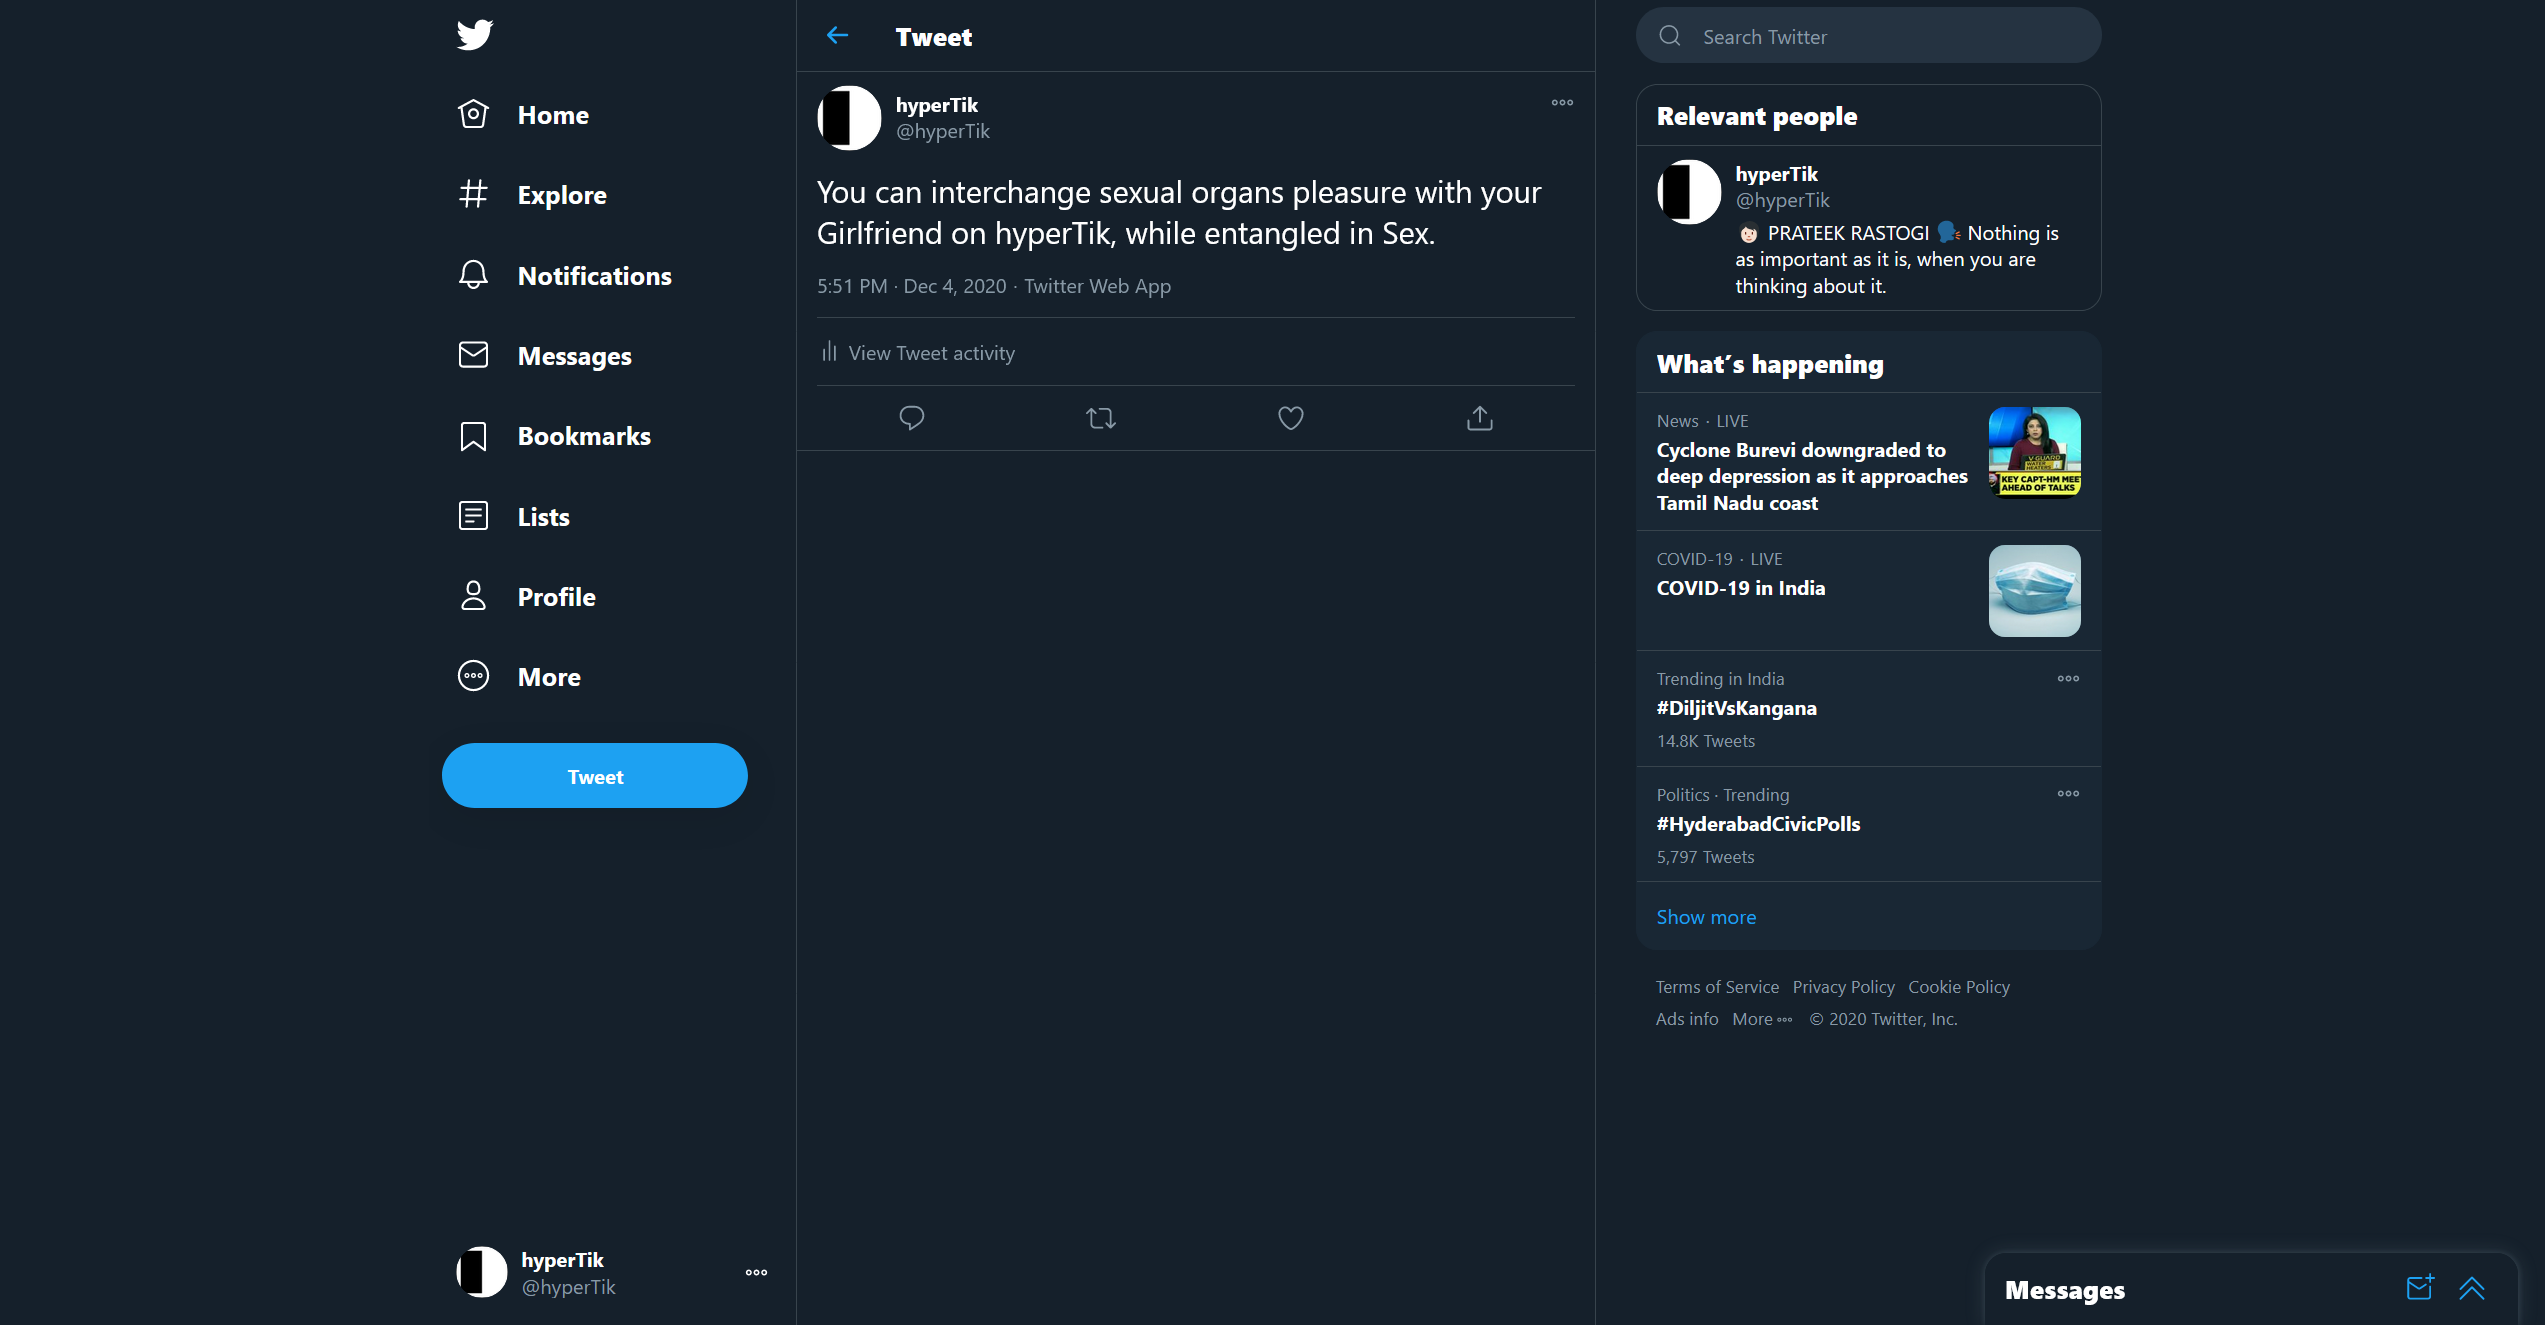 Home
Explore
Notifications
Messages
Bookmarks
Lists
Profile
More
Tweet
hyperTik
@hyperTik
Tweet
hyperTik
@hyperTik
You can interchange sexual organs pleasure with your
Girlfriend on hyperTik, while entangled in Sex.
5:51 PM · Dec 4, 2020 · Twitter Web App
View Tweet activity
Search Twitter
Relevant people
hyperTik
@hyperTik
PRATEEK RASTOGI Nothing is
as important as it is, when you are
thinking about it.
What's happening
News · LIVE
Cyclone Burevi downgraded to
deep depression as it approaches
Tamil Nadu coast
V-GUARD
WATER
HEATERS
KEY CAPT-HM MEE
AHEAD OF TALKS
COVID-19 · LIVE
COVID-19 in India
Trending in India
#DiljitVsKangana
14.8K Tweets
Politics · Trending
#HyderabadCivicPolls
5,797 Tweets
Show more
Terms of Service Privacy Policy Cookie Policy
Ads info More © 2020 Twitter, Inc.
Messages